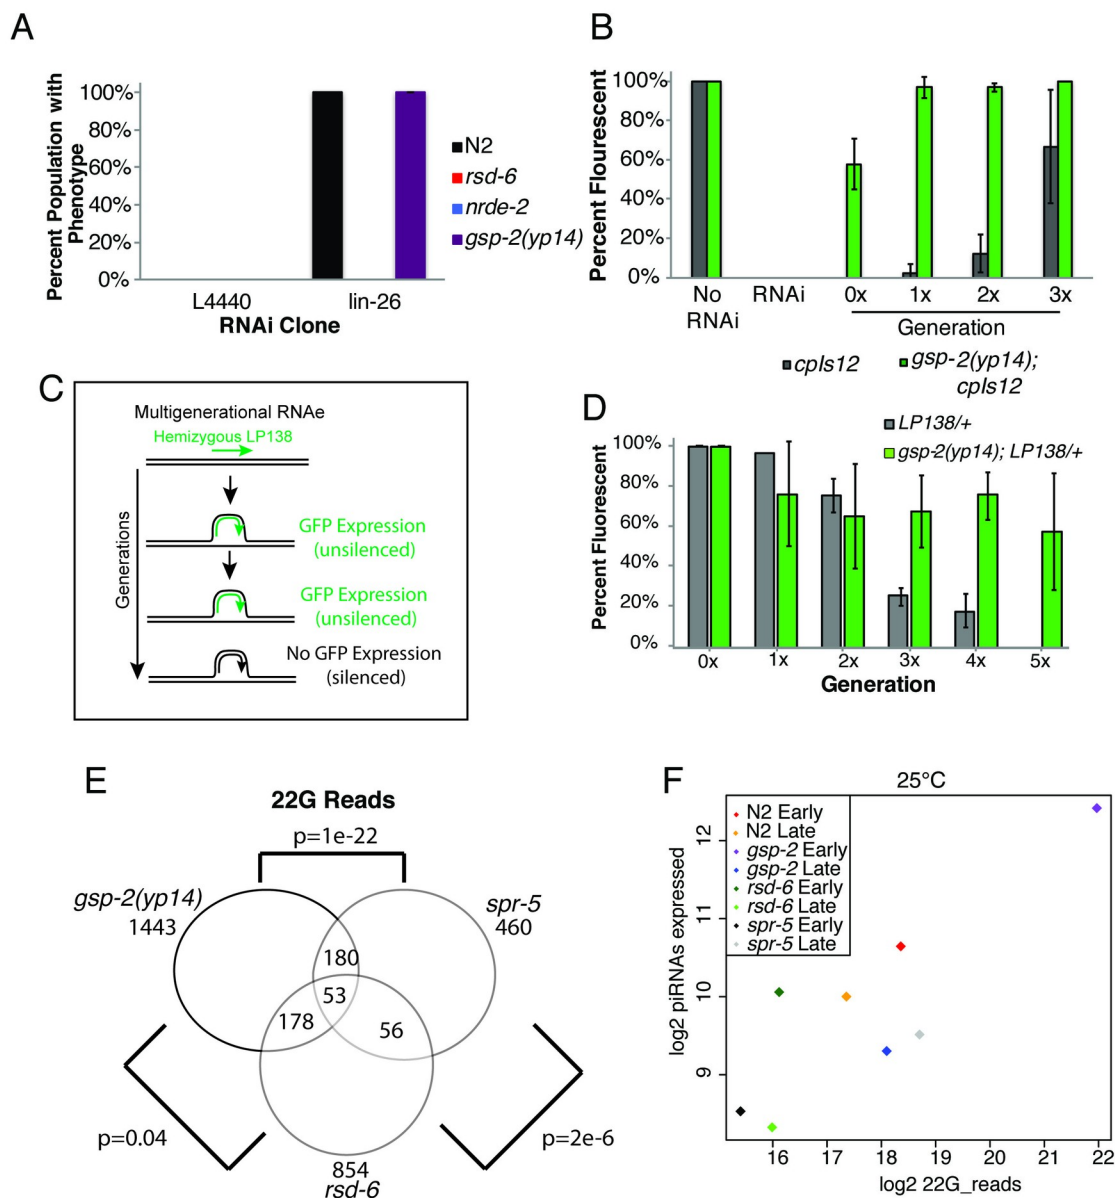 A
Percent Population with
Phenotype
100%
80%
60%
40%
20%
0%
L4440
lin-26
RNAi Clone
N2
rsd-6
nrde-2
gsp-2(yp14)
B
Percent Flourescent
100%
80%
60%
40%
20%
0%
No
RNAi
RNAi
0x
1x
2x
3x
Generation
cpIs12
gsp-2(yp14);
cpIs12
C
Multigenerational RNAe
Hemizygous LP138
Generations
GFP Expression
(unsilenced)
GFP Expression
(unsilenced)
No GFP Expression
(silenced)
D
LP138/+
gsp-2(yp14); LP138/+
Percent Fluorescent
100%
80%
60%
40%
20%
0%
0x
1x
2x
3x
4x
5x
Generation
E
22G Reads
p=1e-22
gsp-2(yp14)
1443
spr-5
460
180
53
178
56
p=0.04
p=2e-6
854
rsd-6
F
25°C
N2 Early
N2 Late
gsp-2 Early
gsp-2 Late
rsd-6 Early
rsd-6 Late
spr-5 Early
spr-5 Late
log2 piRNAs expressed
12
11
10
9
16
17
18
19
20
21
22
log2 22G_reads